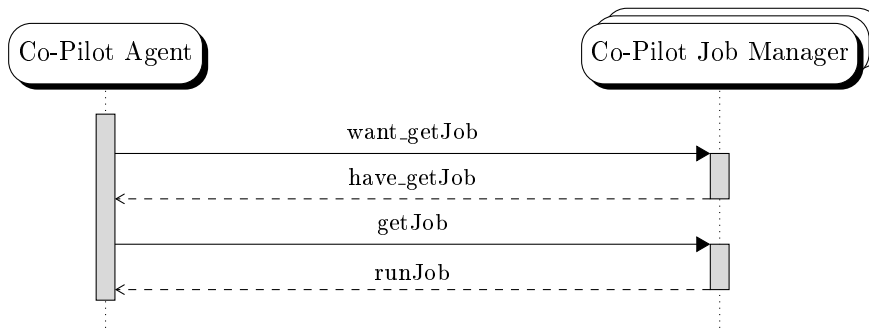 Co-Pilot Agent
Co-Pilot Job Manager
want_getJob
have_getJob
getJob
runJob